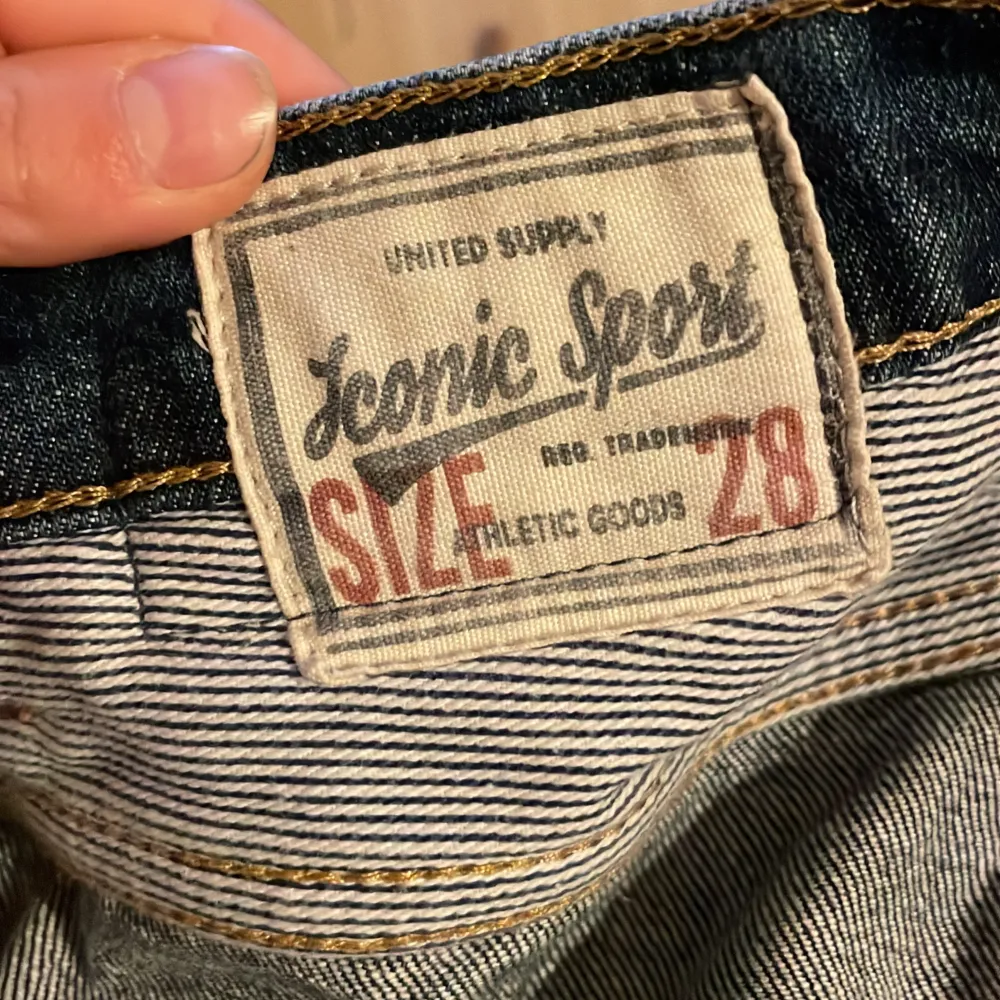 UNITED SUPPLY
Iconic Sport
REG. TRADEMARK
SIZE 28
ATHLETIC GOODS